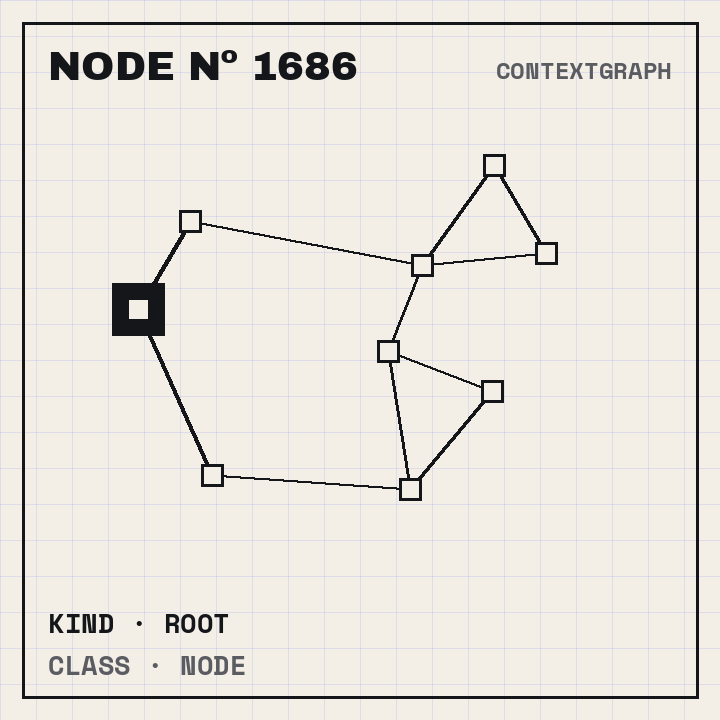 NODE Nº 1686
CONTEXTGRAPH
KIND · ROOT
CLASS · NODE